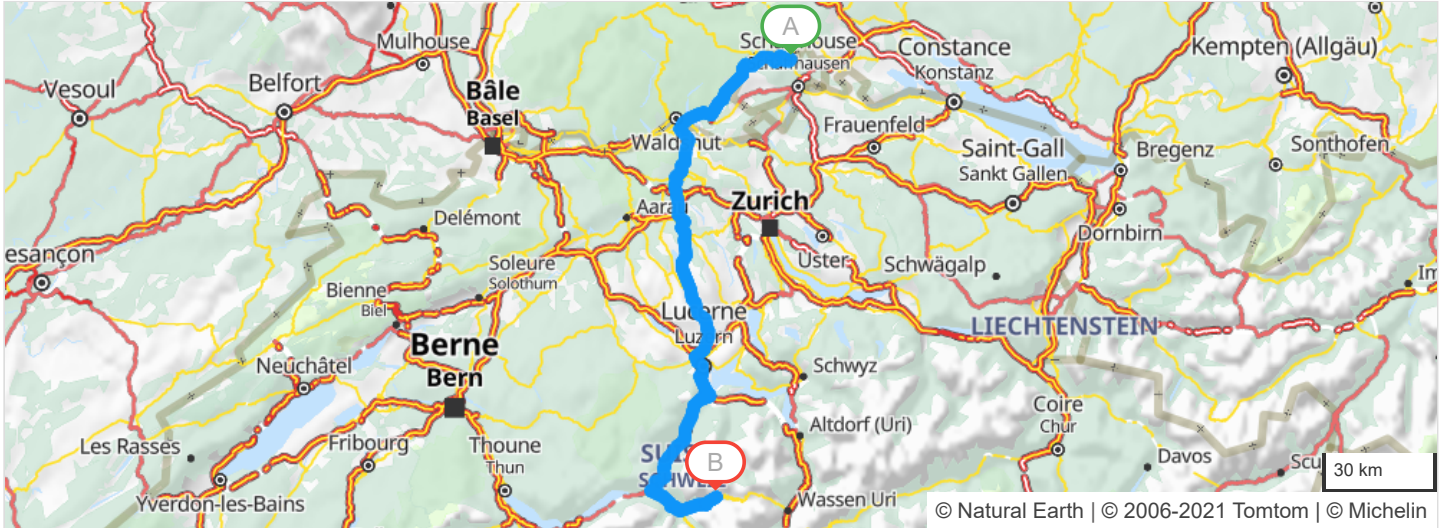 A
Mulhouse
Constance
Konstanz
Kempten (Allgäu)
Vesoul
Belfort
Bâle
Basel
Frauenfeld
Saint-Gall
Sankt Gallen
Bregenz
Sonthofen
Zurich
Aarau
Delémont
Dornbirn
esançon
Soleure
Solothurn
Uster
Schwägalp
Bienne
Biel
Luzern
LIECHTENSTEIN
Berne
Bern
Neuchâtel
Schwyz
Coire
Chur
Altdorf (Uri)
Les Rasses
Fribourg
Thoune
Thun
B
Davos
Scu
30 km
Yverdon-les-Bains
Wassen Uri
© Natural Earth | © 2006-2021 Tomtom | © Michelin